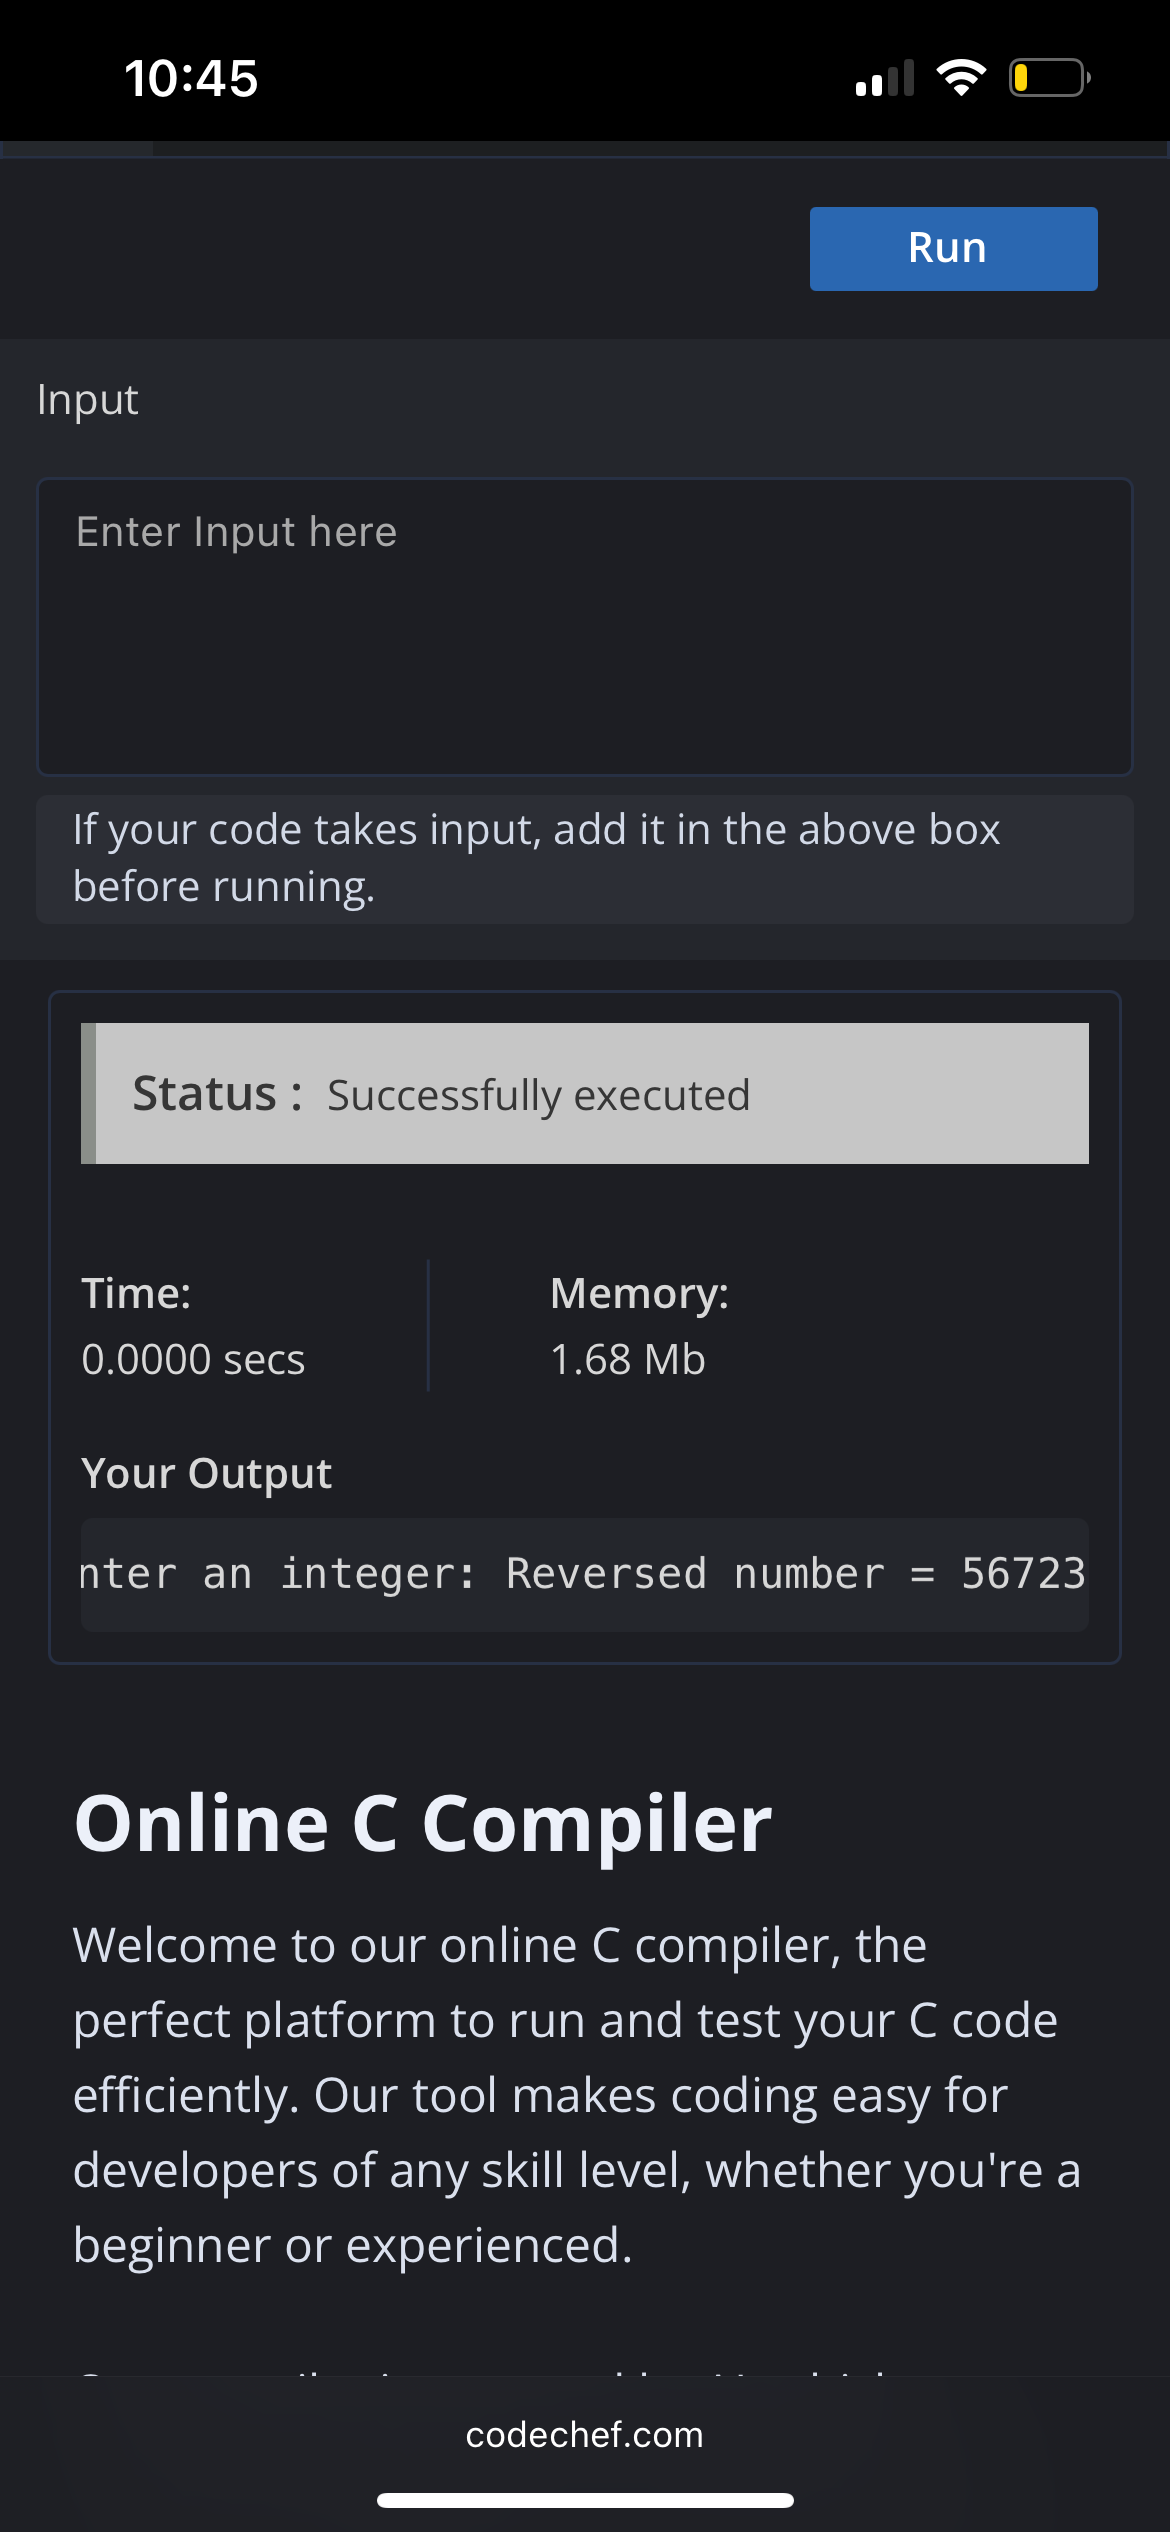 10:45
Run
Input
Enter Input here
If your code takes input, add it in the above box
before running.
Status : Successfully executed
Time:
0.0000 secs
Memory:
1.68 Mb
Your Output
nter an integer: Reversed number = 56723
Online C Compiler
Welcome to our online C compiler, the
perfect platform to run and test your C code
efficiently. Our tool makes coding easy for
developers of any skill level, whether you're a
beginner or experienced.
codechef.com